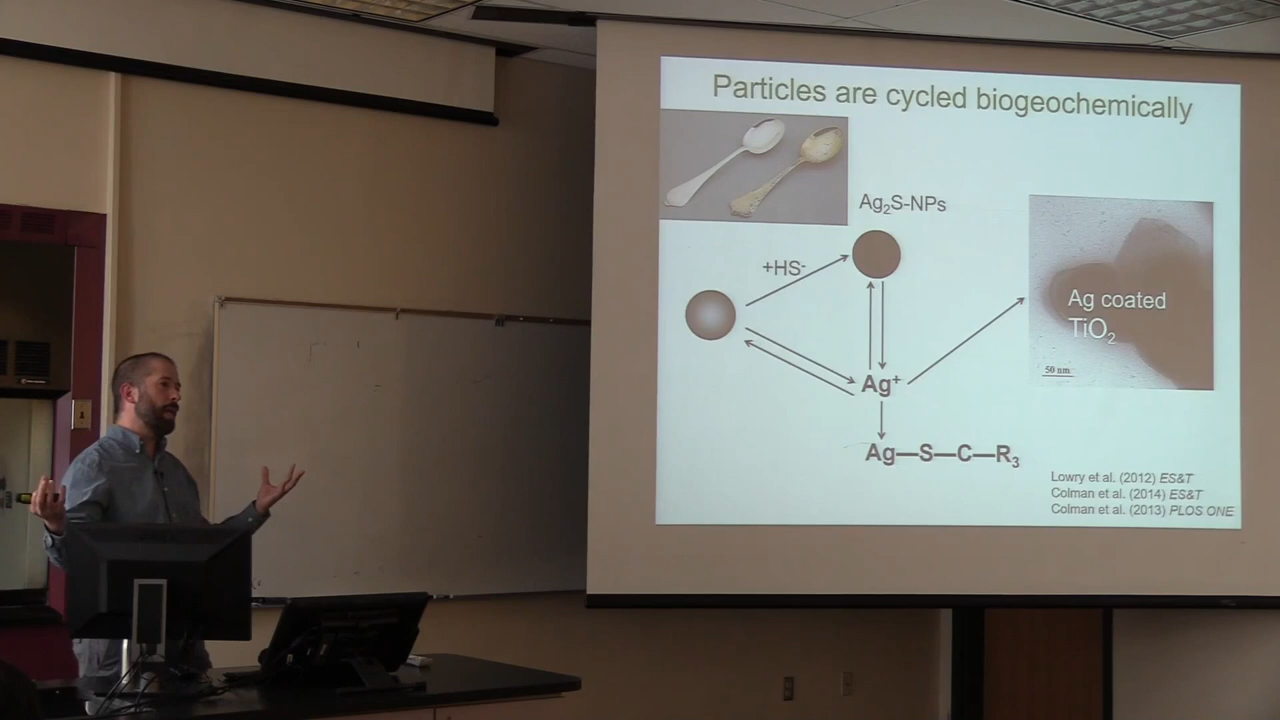 Particles are cycled biogeochemically
Ag₂S-NPs
+HS⁻
Ag coated
TiO₂
50 nm
Ag⁺
Ag—S—C—R₃
Lowry et al. (2012) ES&T
Colman et al. (2014) ES&T
Colman et al. (2013) PLOS ONE